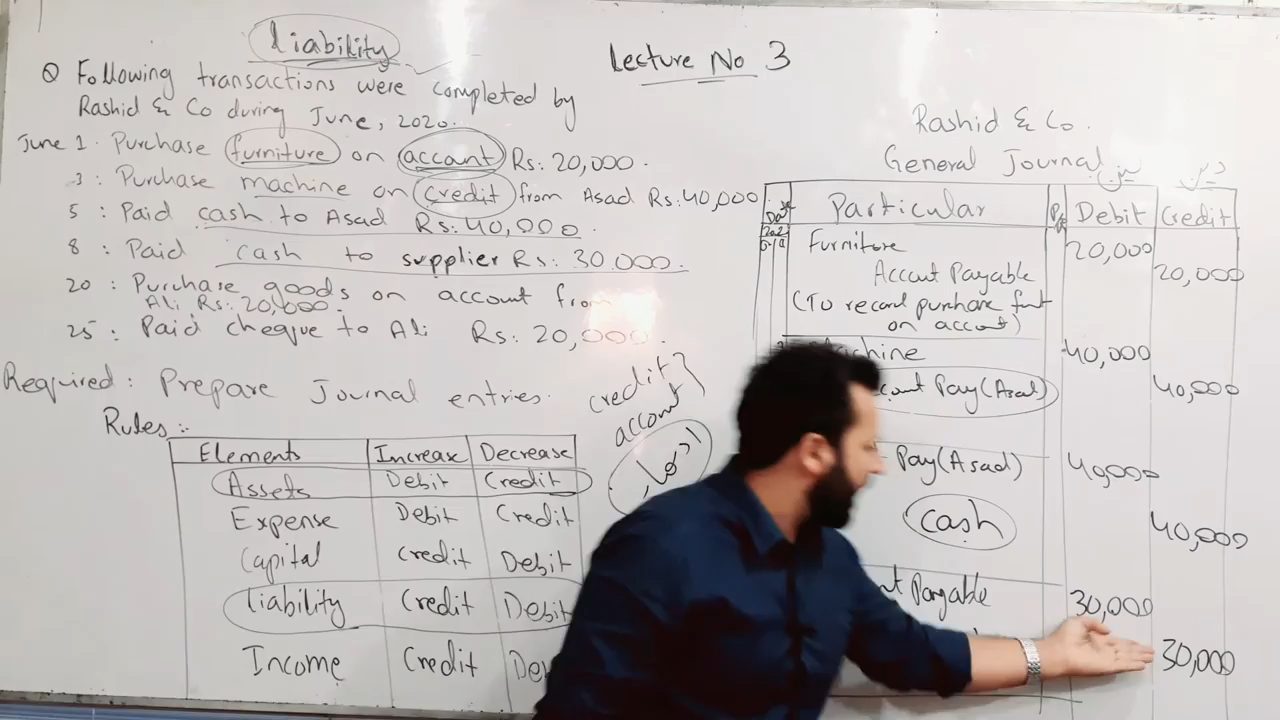 liability
Lecture No 3
Q Following transactions were completed by
Rashid & Co during June, 2020.
June 1. Purchase furniture on account Rs: 20,000.
3: Purchase machine on credit from Asad Rs: 40,000
5: Paid cash to Asad Rs: 40,000.
8: Paid cash to supplier Rs: 30.000.
20: Purchase goods on account from
Ali Rs: 20,000.
25: Paid cheque to Ali Rs: 20,000.
Required: Prepare Journal entries.
credit
account
ادھار
Rules:-
Elements Increase Decrease
Assets Debit Credit
Expense Debit Credit
Capital Credit Debit
liability Credit Debit
Income Credit
Rashid & Co.
General Journal
Particular Debit Credit
Furniture 20,000
Accout Payable 20,000
(To record purchase
on accout)
40,000
Pay(Asad) 40,000
Pay(Asad) 40,000
cash 40,000
Payable 30,000
30,000